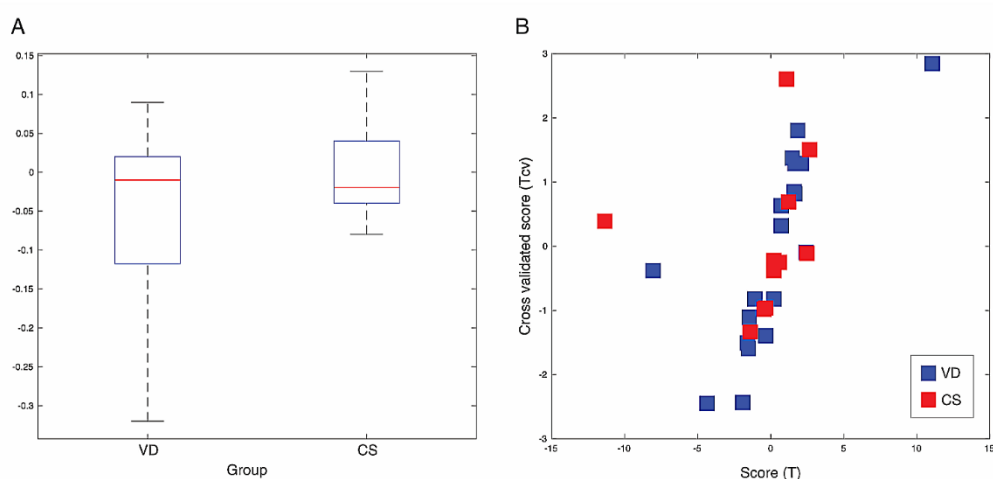 A
0.15
0.1
0.05
0
-0.05
-0.1
-0.15
-0.2
-0.25
-0.3
VD
CS
Group
B
Cross validated score (Tcv)
3
2
1
0
-1
-2
-3
-15
-10
-5
0
5
10
15
Score (T)
VD
CS